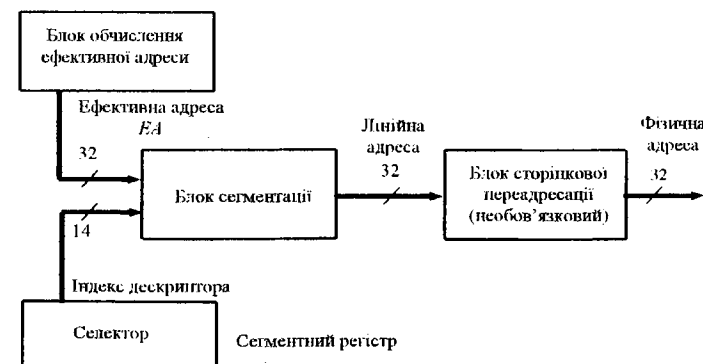 Блок обчислення
ефективної адреси
Ефективна адреса
EA
32
Лінійна
адреса
32
Фізична
адреса
32
Блок сегментації
Блок сторінкової
переадресації
(необов’язковий)
14
Індекс дескриптора
Селектор
Сегментний регістр